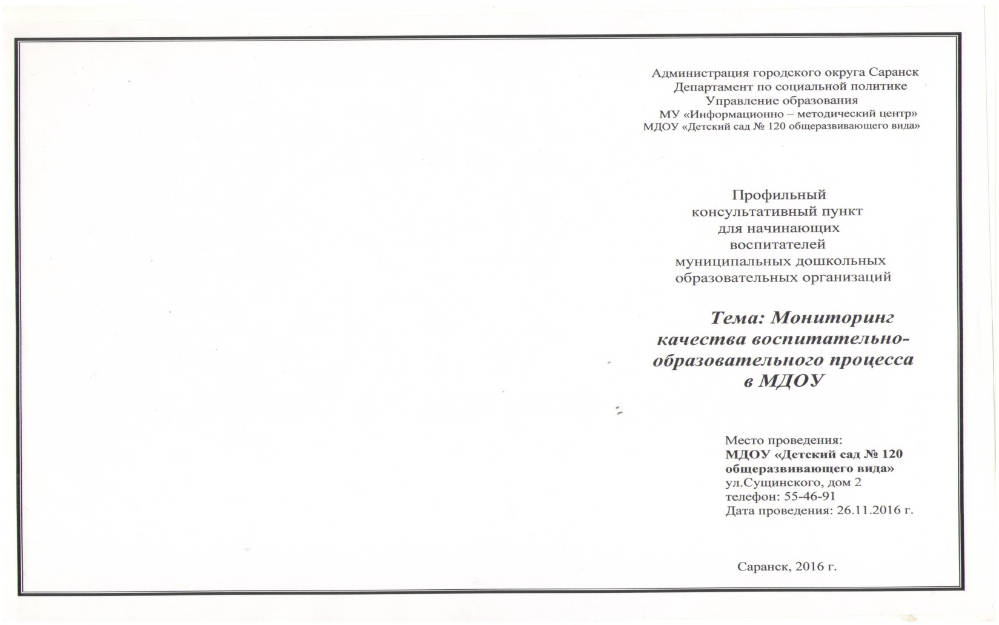 Администрация городского округа Саранск
Департамент по социальной политике
Управление образования
МУ «Информационно – методический центр»
МДОУ «Детский сад № 120 общеразвивающего вида»
Профильный
консультативный пункт
для начинающих
воспитателей
муниципальных дошкольных
образовательных организаций
Тема: Мониторинг
качества воспитательно-
образовательного процесса
в МДОУ
Место проведения:
МДОУ «Детский сад № 120
общеразвивающего вида»
ул.Сущинского, дом 2
телефон: 55-46-91
Дата проведения: 26.11.2016 г.
Саранск, 2016 г.